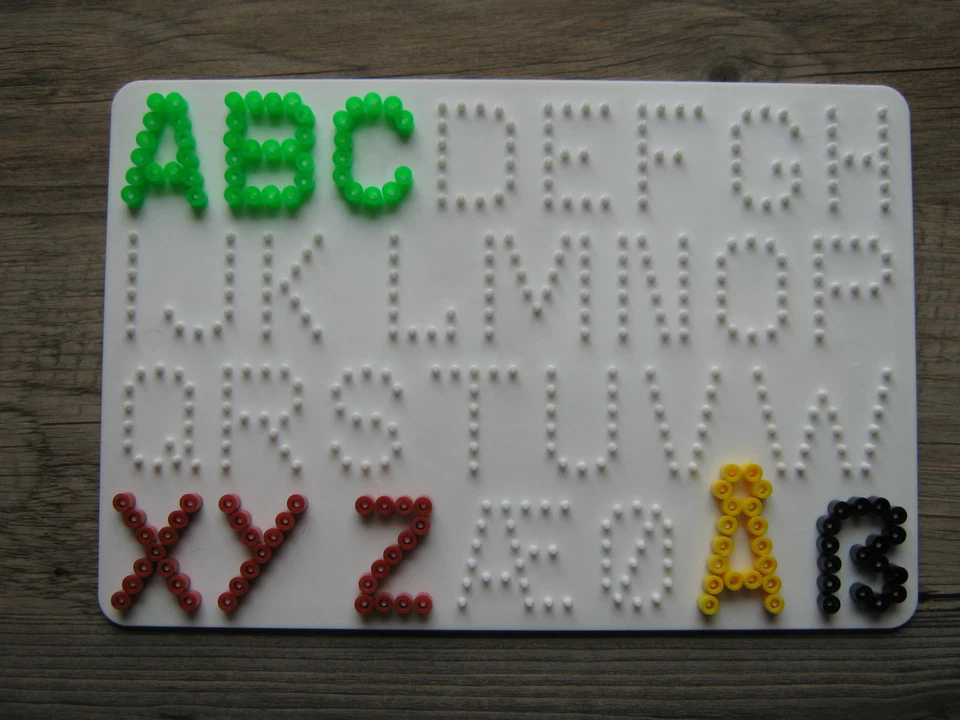 ABCDEFGH
IJKLMNOP
QRSTUVW
XYZÆØÅß